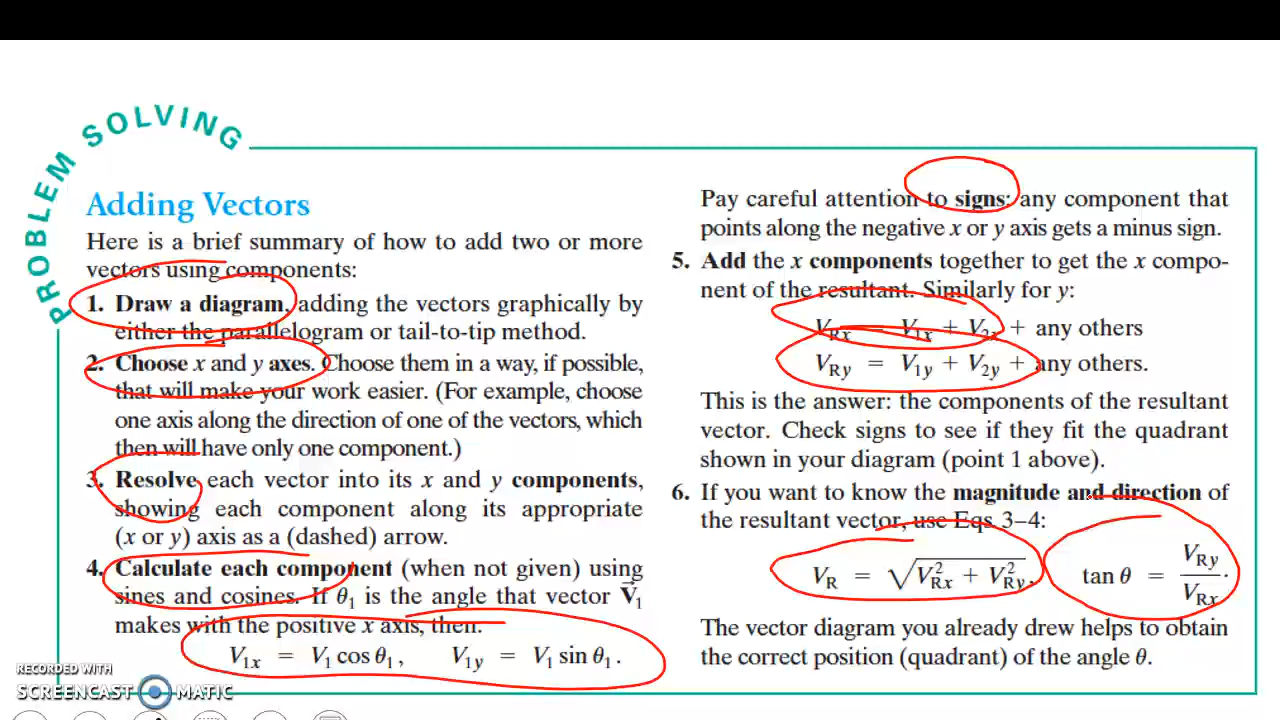 PROBLEM SOLVING
Adding Vectors
Here is a brief summary of how to add two or more
vectors using components:
1. Draw a diagram, adding the vectors graphically by
either the parallelogram or tail-to-tip method.
2. Choose x and y axes. Choose them in a way, if possible,
that will make your work easier. (For example, choose
one axis along the direction of one of the vectors, which
then will have only one component.)
3. Resolve each vector into its x and y components,
showing each component along its appropriate
(x or y) axis as a (dashed) arrow.
4. Calculate each component (when not given) using
sines and cosines. If θ₁ is the angle that vector V⃗₁
makes with the positive x axis, then:
V₁ₓ = V₁ cos θ₁, V₁y = V₁ sin θ₁.
Pay careful attention to signs: any component that
points along the negative x or y axis gets a minus sign.
5. Add the x components together to get the x compo-
nent of the resultant. Similarly for y:
V_Rx = V₁ₓ + V₂ₓ + any others
V_Ry = V₁y + V₂y + any others.
This is the answer: the components of the resultant
vector. Check signs to see if they fit the quadrant
shown in your diagram (point 1 above).
6. If you want to know the magnitude and direction of
the resultant vector, use Eqs. 3–4:
V_R = √(V²_Rx + V²_Ry), tan θ = V_Ry / V_Rx.
The vector diagram you already drew helps to obtain
the correct position (quadrant) of the angle θ.
RECORDED WITH
SCREENCAST MATIC